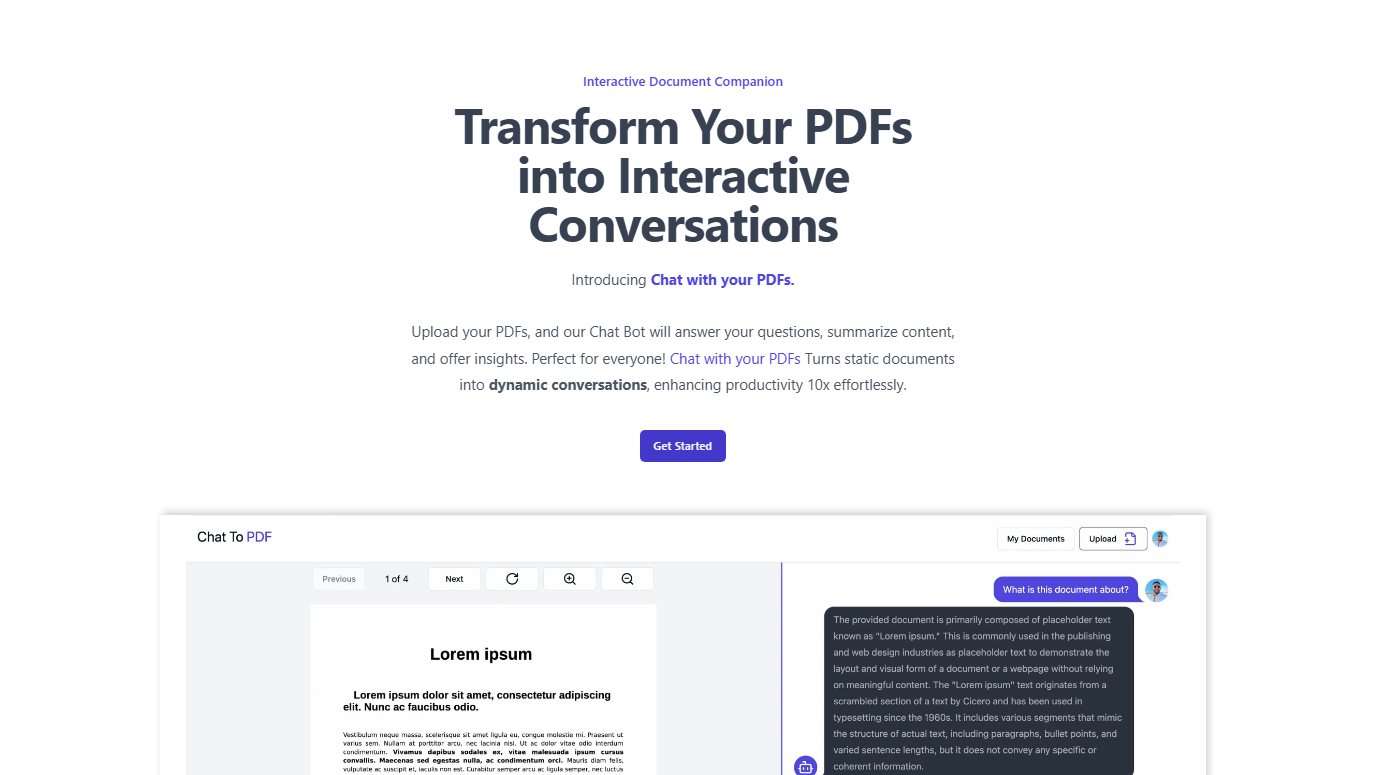 Interactive Document Companion
Transform Your PDFs
into Interactive
Conversations
Introducing Chat with your PDFs.
Upload your PDFs, and our Chat Bot will answer your questions, summarize content,
and offer insights. Perfect for everyone! Chat with your PDFs Turns static documents
into dynamic conversations, enhancing productivity 10x effortlessly.
Get Started
Chat To PDF
My Documents
Upload
Previous
1 of 4
Next
Lorem ipsum
Lorem ipsum dolor sit amet, consectetur adipiscing
elit. Nunc ac faucibus odio.
Vestibulum neque massa, scelerisque sit amet ligula eu, congue molestie mi. Praesent ut
varius sem. Nullam at porttitor arcu, nec lacinia nisi. Ut ac dolor vitae odio interdum
condimentum. Vivamus dapibus sodales ex, vitae malesuada ipsum cursus
convallis. Maecenas sed egestas nulla, ac condimentum orci. Mauris diam felis,
vulputate ac suscipit et, iaculis non est. Curabitur semper arcu ac ligula semper, nec luctus
What is this document about?
The provided document is primarily composed of placeholder text
known as "Lorem ipsum." This is commonly used in the publishing
and web design industries as placeholder text to demonstrate the
layout and visual form of a document or a webpage without relying
on meaningful content. The "Lorem ipsum" text originates from a
scrambled section of a text by Cicero and has been used in
typesetting since the 1960s. It includes various segments that mimic
the structure of actual text, including paragraphs, bullet points, and
varied sentence lengths, but it does not convey any specific or
coherent information.